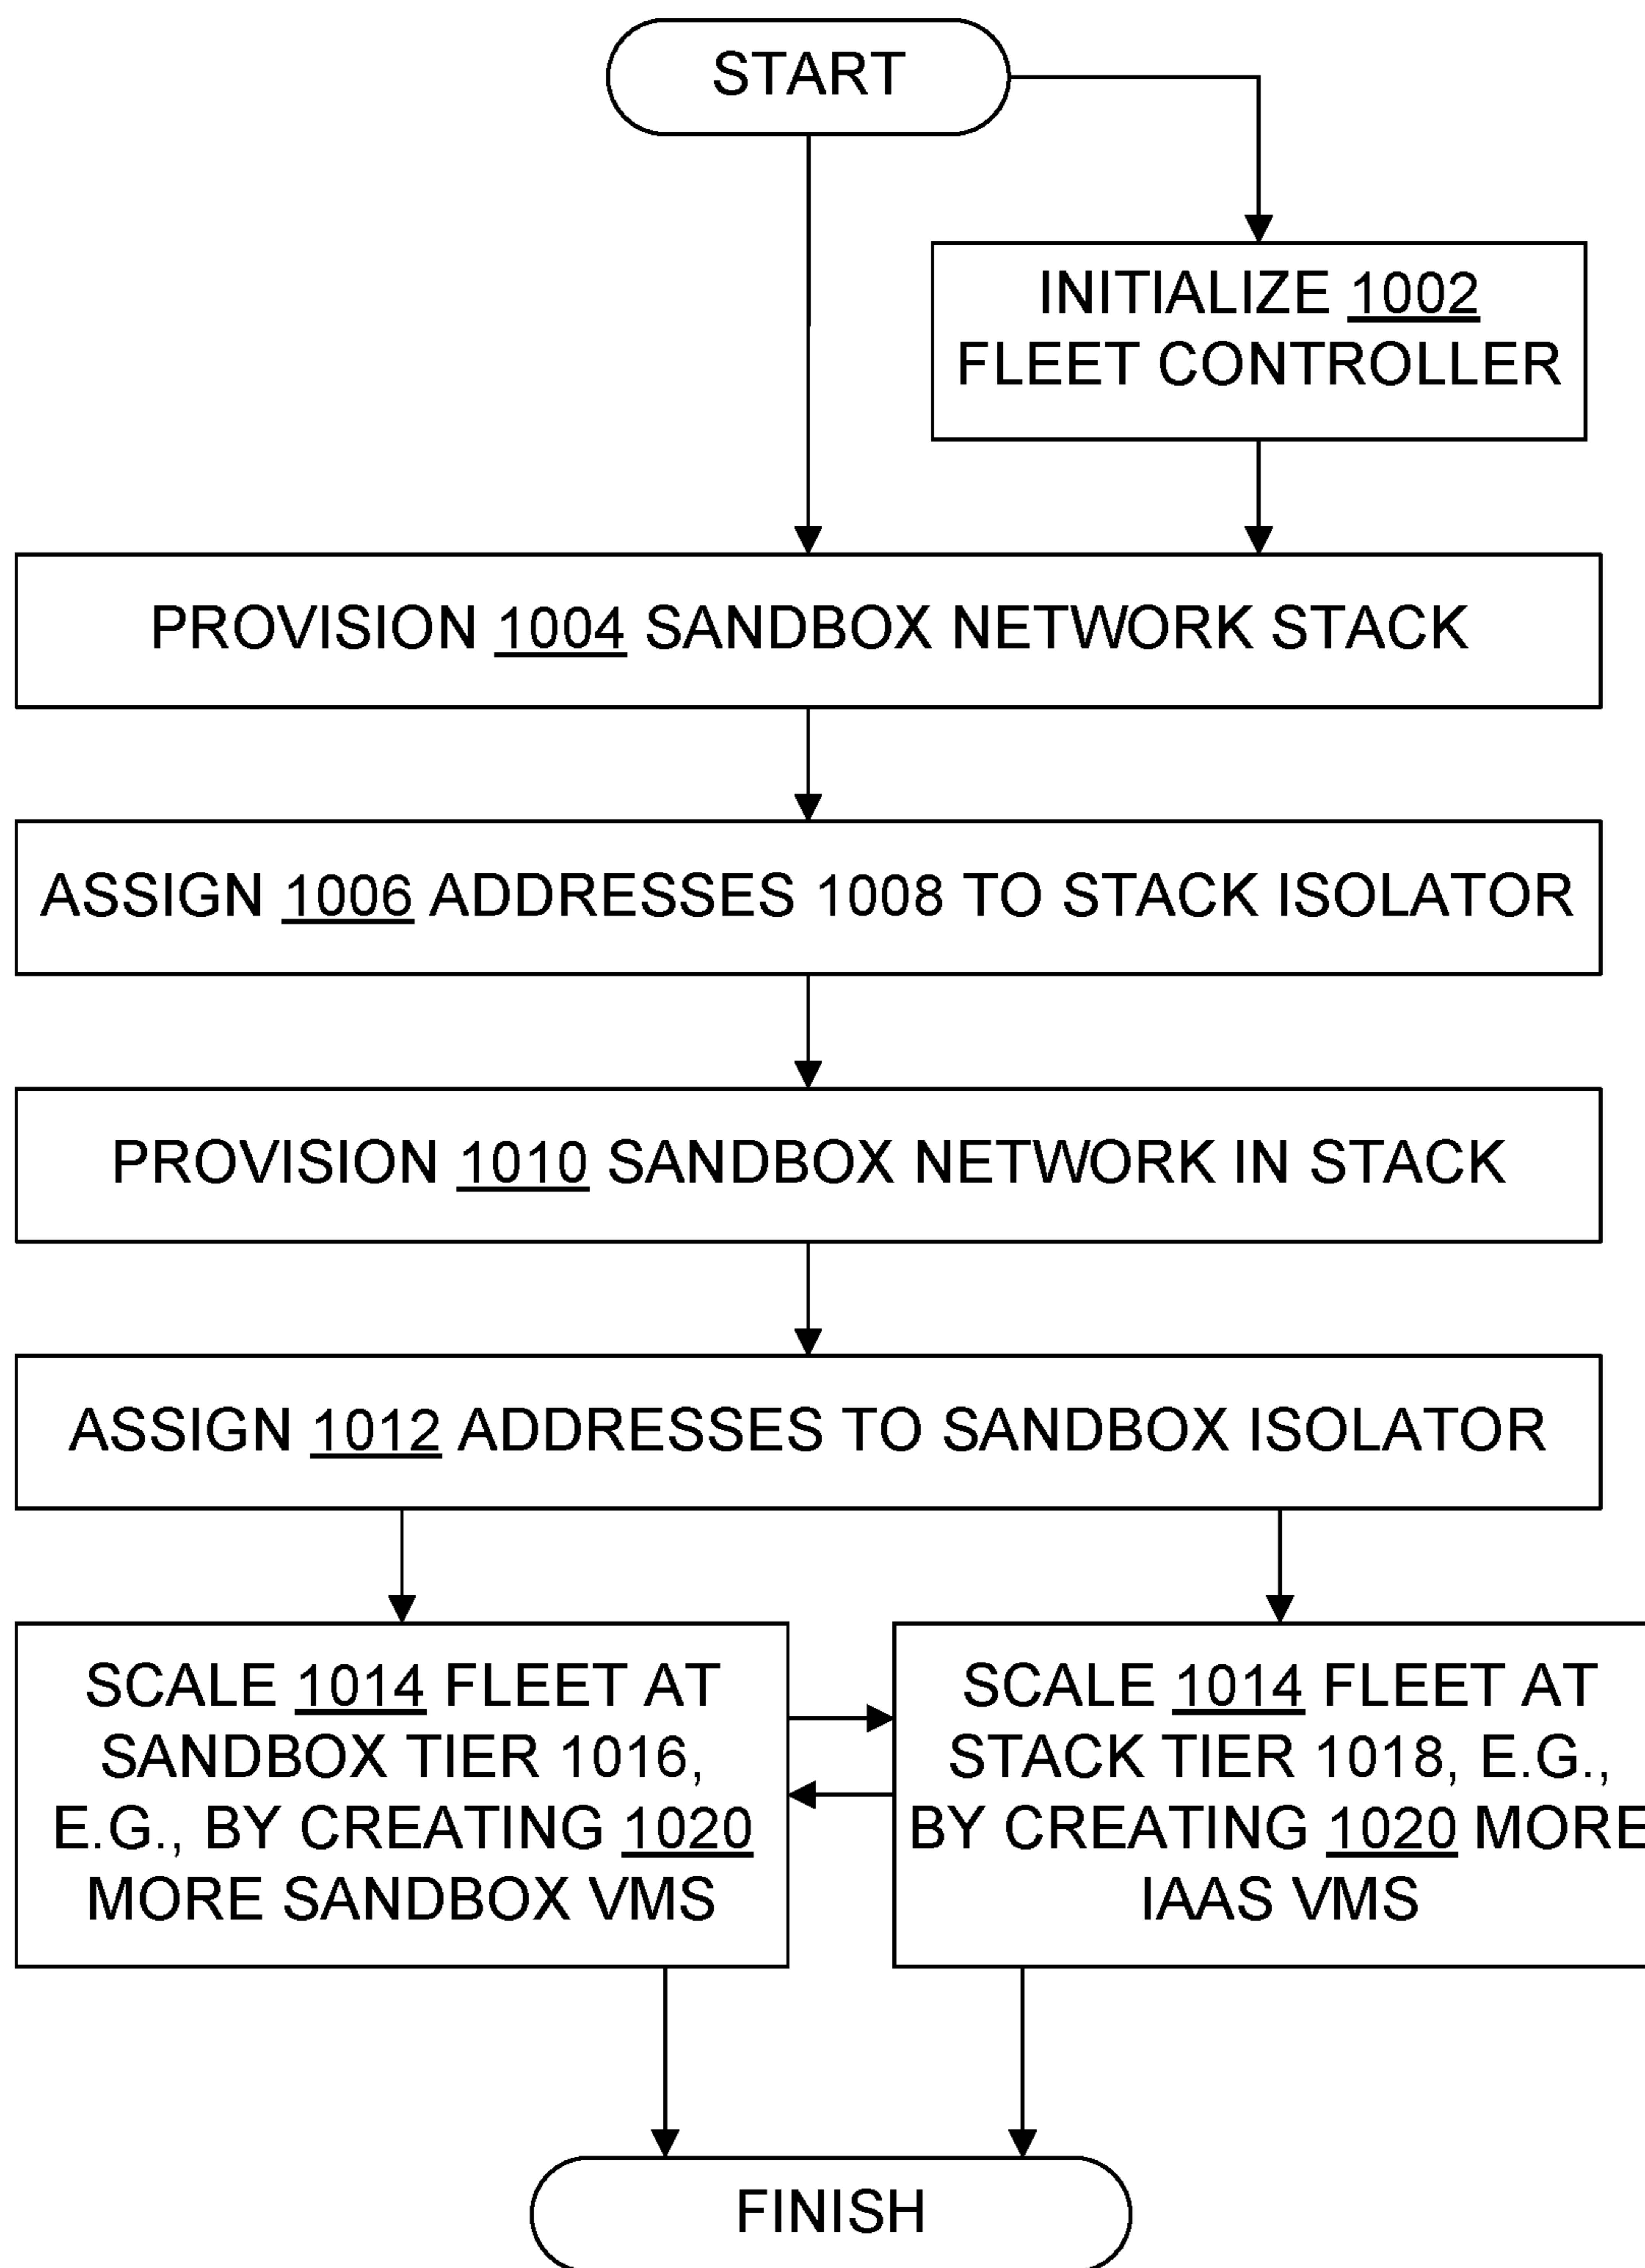 START
INITIALIZE 1002
FLEET CONTROLLER
PROVISION 1004 SANDBOX NETWORK STACK
ASSIGN 1006 ADDRESSES 1008 TO STACK ISOLATOR
PROVISION 1010 SANDBOX NETWORK IN STACK
ASSIGN 1012 ADDRESSES TO SANDBOX ISOLATOR
SCALE 1014 FLEET AT
SANDBOX TIER 1016,
E.G., BY CREATING 1020
MORE SANDBOX VMS
SCALE 1014 FLEET AT
STACK TIER 1018, E.G.,
BY CREATING 1020 MORE
IAAS VMS
FINISH